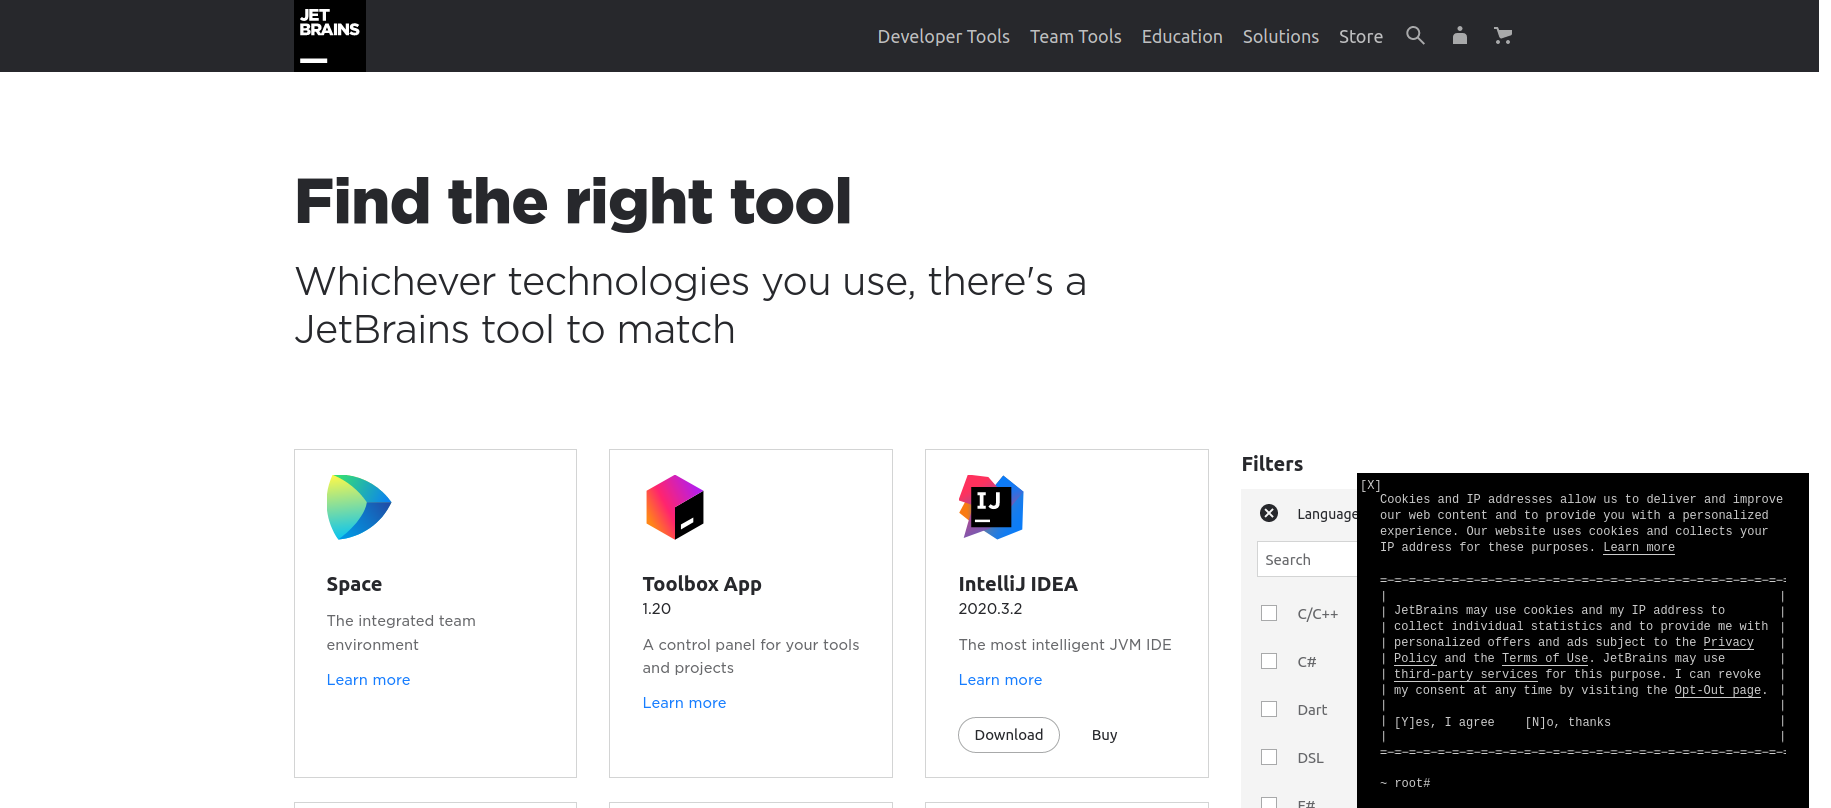 JET
BRAINS
Developer Tools Team Tools Education Solutions Store
Find the right tool
Whichever technologies you use, there's a
JetBrains tool to match
Space
The integrated team
environment
Learn more
Toolbox App
1.20
A control panel for your tools
and projects
Learn more
IJ
IntelliJ IDEA
2020.3.2
The most intelligent JVM IDE
Learn more
Download Buy
Filters
Language
Search
C/C++
C#
Dart
DSL
F#
[X]
Cookies and IP addresses allow us to deliver and improve
our web content and to provide you with a personalized
experience. Our website uses cookies and collects your
IP address for these purposes. Learn more
JetBrains may use cookies and my IP address to
collect individual statistics and to provide me with
personalized offers and ads subject to the Privacy
Policy and the Terms of Use. JetBrains may use
third-party services for this purpose. I can revoke
my consent at any time by visiting the Opt-Out page.
[Y]es, I agree [N]o, thanks
~ root#